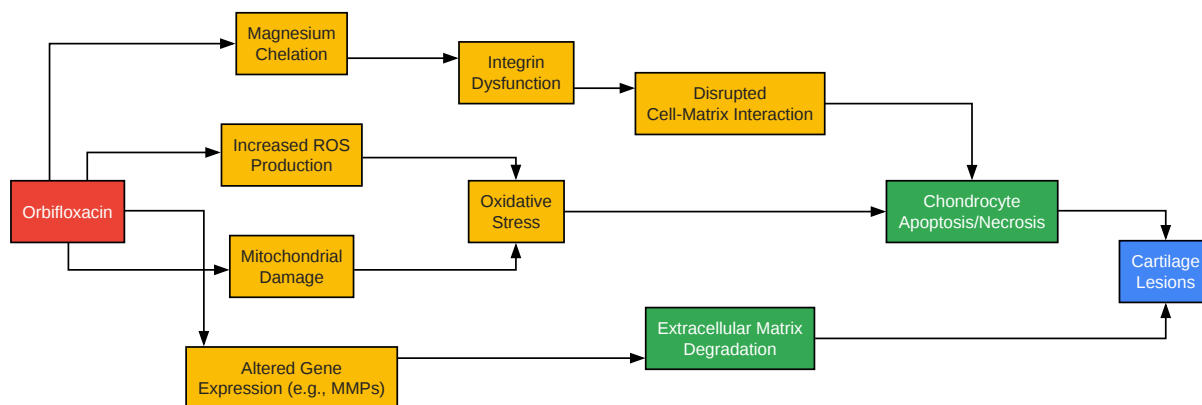 Magnesium
Chelation
Integrin
Dysfunction
Disrupted
Cell-Matrix Interaction
Increased ROS
Production
Orbifloxacin
Oxidative
Stress
Chondrocyte
Apoptosis/Necrosis
Mitochondrial
Damage
Cartilage
Lesions
Extracellular Matrix
Degradation
Altered Gene
Expression (e.g., MMPs)